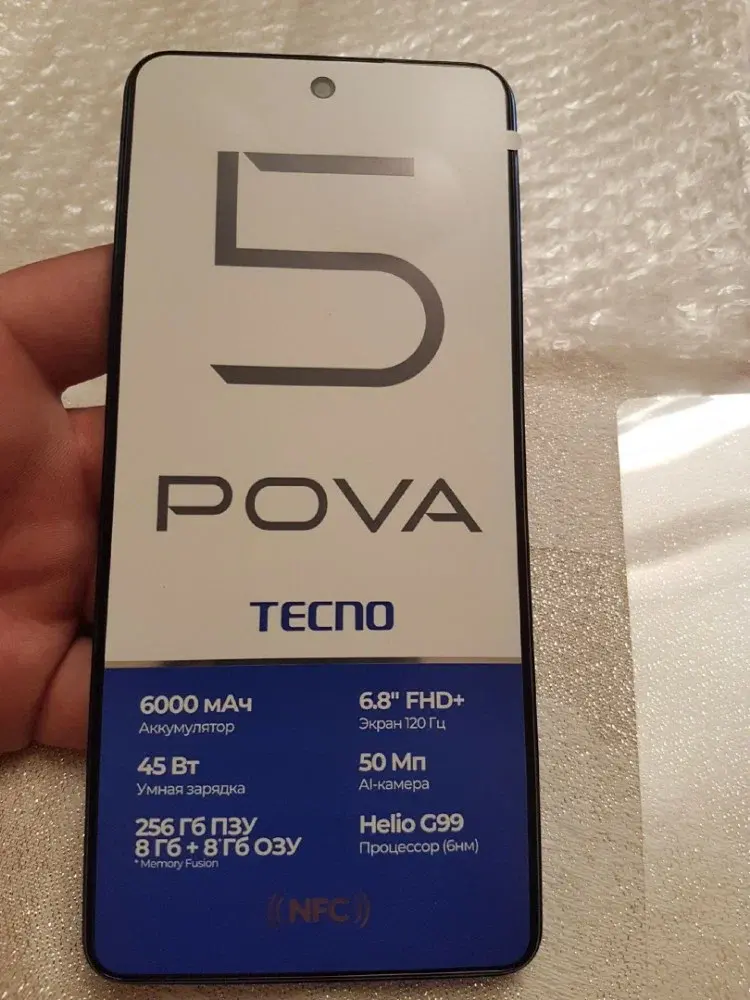 5
POVA
TECNO
6000 мАч
Аккумулятор
45 Вт
Умная зарядка
256 Гб ПЗУ
8 Гб + 8 Гб ОЗУ
* Memory Fusion
6.8" FHD+
Экран 120 Гц
50 Мп
AI-камера
Helio G99
Процессор (6нм)
((NFC))